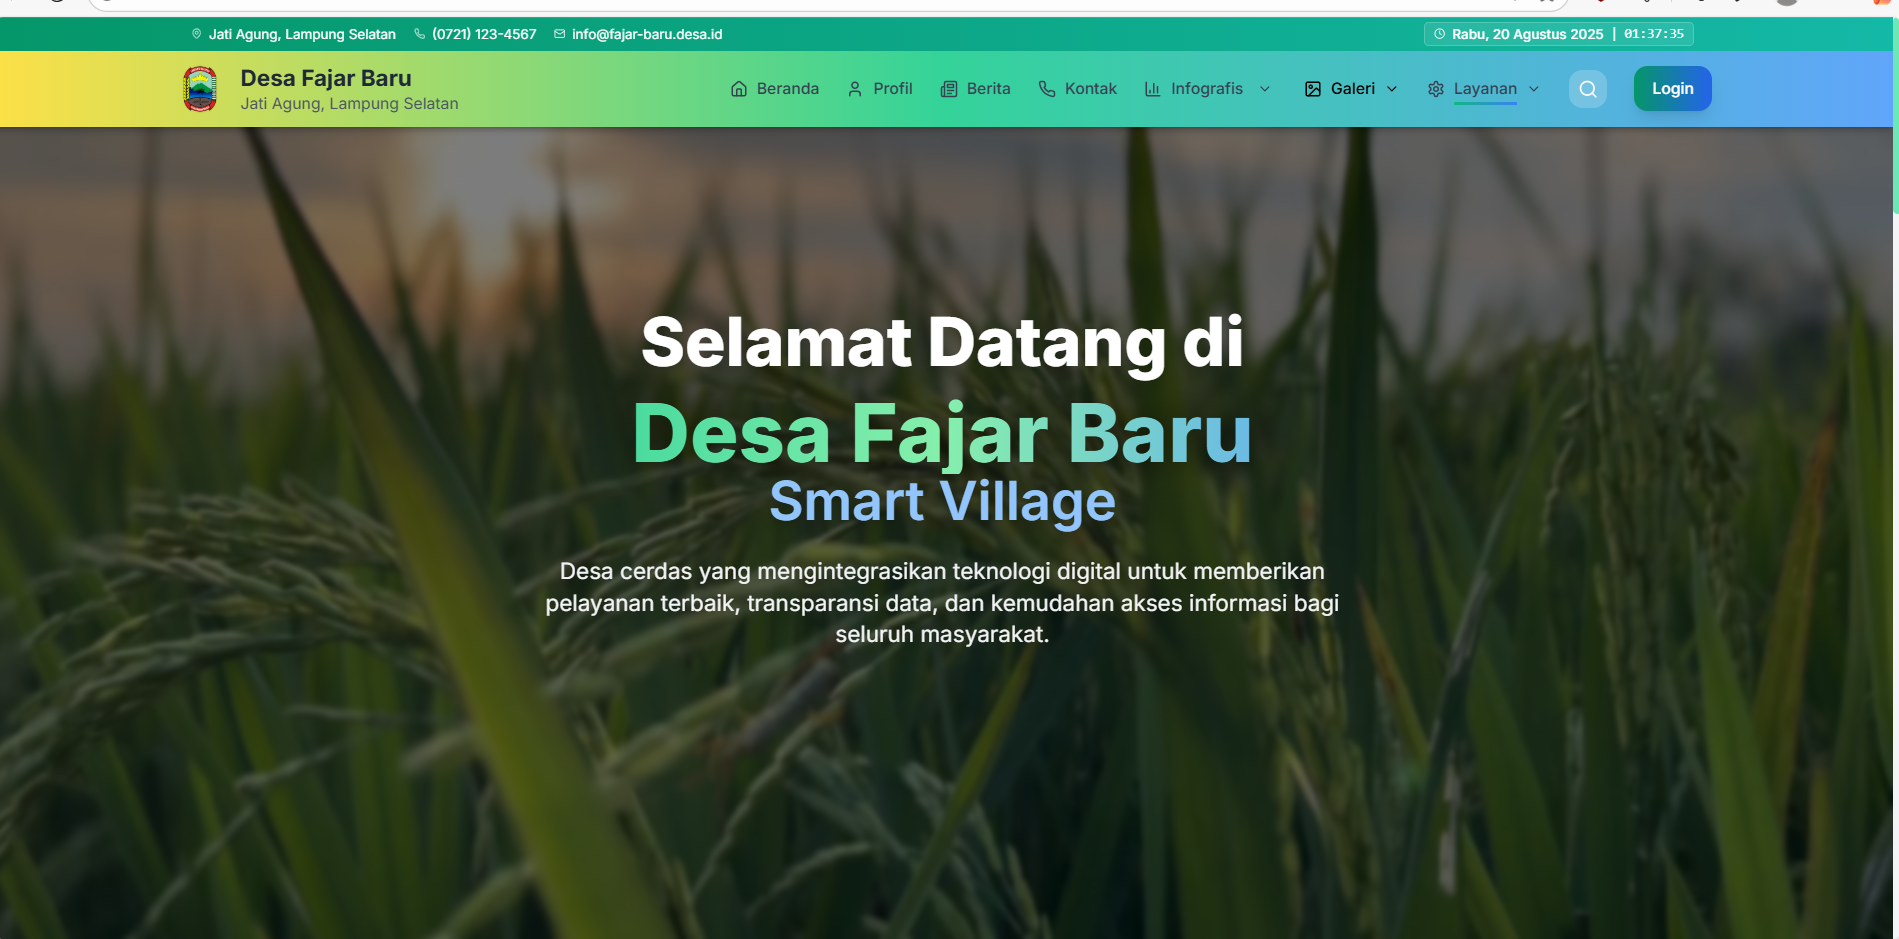 Jati Agung, Lampung Selatan (0721) 123-4567 info@fajar-baru.desa.id Rabu, 20 Agustus 2025 | 01:37:35
Desa Fajar Baru
Jati Agung, Lampung Selatan
Beranda Profil Berita Kontak Infografis Galeri Layanan Login
Selamat Datang di
Desa Fajar Baru
Smart Village
Desa cerdas yang mengintegrasikan teknologi digital untuk memberikan
pelayanan terbaik, transparansi data, dan kemudahan akses informasi bagi
seluruh masyarakat.